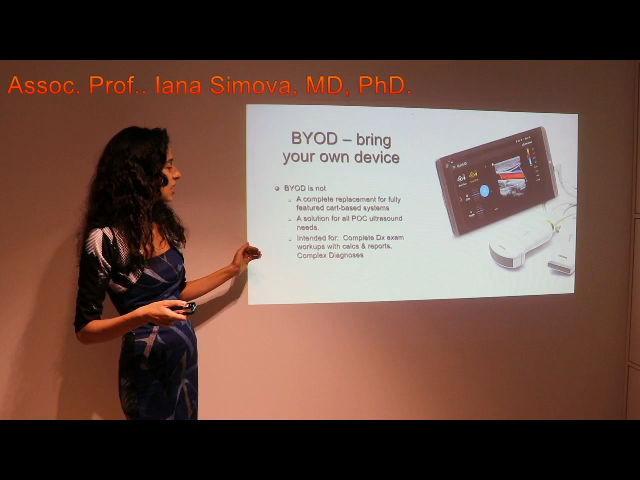 Assoc. Prof.. Iana Simova, MD, PhD.
BYOD – bring
your own device
BYOD is not
A complete replacement for fully
featured cart-based systems
A solution for all POC ultrasound
needs.
Intended for: Complete Dx exam
workups with calcs & reports,
Complex Diagnoses